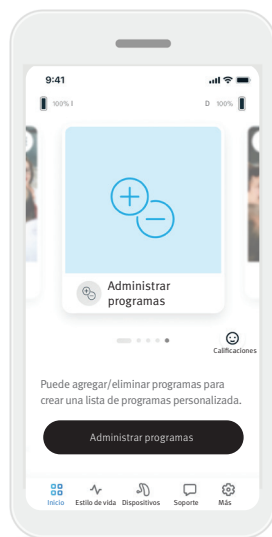 9:41
100% I
D 100%
Administrar
programas
Calificaciones
Puede agregar/eliminar programas para
crear una lista de programas personalizada.
Administrar programas
Inicio Estilo de vida Dispositivos Soporte Más